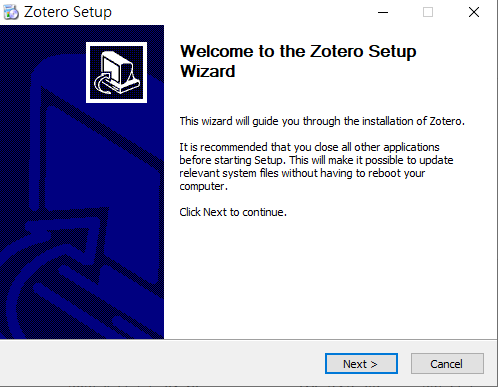 Zotero Setup
Welcome to the Zotero Setup
Wizard
This wizard will guide you through the installation of Zotero.
It is recommended that you close all other applications
before starting Setup. This will make it possible to update
relevant system files without having to reboot your
computer.
Click Next to continue.
Next >
Cancel